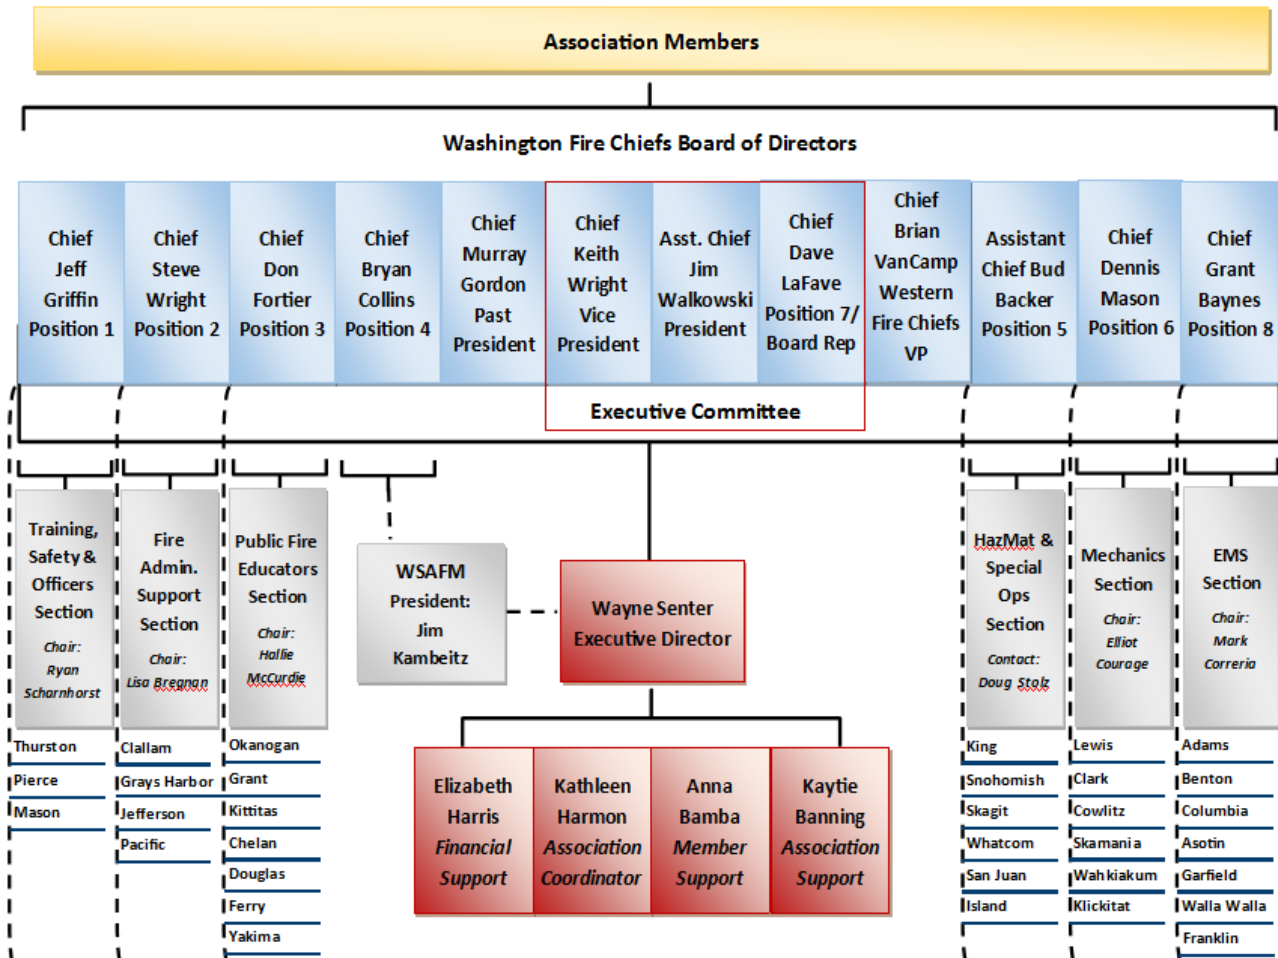 Association Members
Washington Fire Chiefs Board of Directors
Chief
Jeff
Griffin
Position 1
Chief
Steve
Wright
Position 2
Chief
Don
Fortier
Position 3
Chief
Bryan
Collins
Position 4
Chief
Murray
Gordon
Past
President
Chief
Keith
Wright
Vice
President
Asst. Chief
Jim
Walkowski
President
Chief
Dave
LaFave
Position 7/
Board Rep
Chief
Brian
VanCamp
Western
Fire Chiefs
VP
Assistant
Chief Bud
Backer
Position 5
Chief
Dennis
Mason
Position 6
Chief
Grant
Baynes
Position 8
Executive Committee
Training,
Safety &
Officers
Section
Chair:
Ryan
Scharnhorst
Fire
Admin.
Support
Section
Chair:
Lisa Bregnan
Public Fire
Educators
Section
Chair:
Hallie
McCurdie
WSAFM
President:
Jim
Kambeitz
Wayne Senter
Executive Director
HazMat &
Special
Ops
Section
Contact:
Doug Stolz
Mechanics
Section
Chair:
Elliot
Courage
EMS
Section
Chair:
Mark
Correria
Thurston
Pierce
Mason
Clallam
Grays Harbor
Jefferson
Pacific
Okanogan
Grant
Kittitas
Chelan
Douglas
Ferry
Yakima
Elizabeth
Harris
Financial
Support
Kathleen
Harmon
Association
Coordinator
Anna
Bamba
Member
Support
Kaytie
Banning
Association
Support
King
Snohomish
Skagit
Whatcom
San Juan
Island
Lewis
Clark
Cowlitz
Skamania
Wahkiakum
Klickitat
Adams
Benton
Columbia
Asotin
Garfield
Walla Walla
Franklin